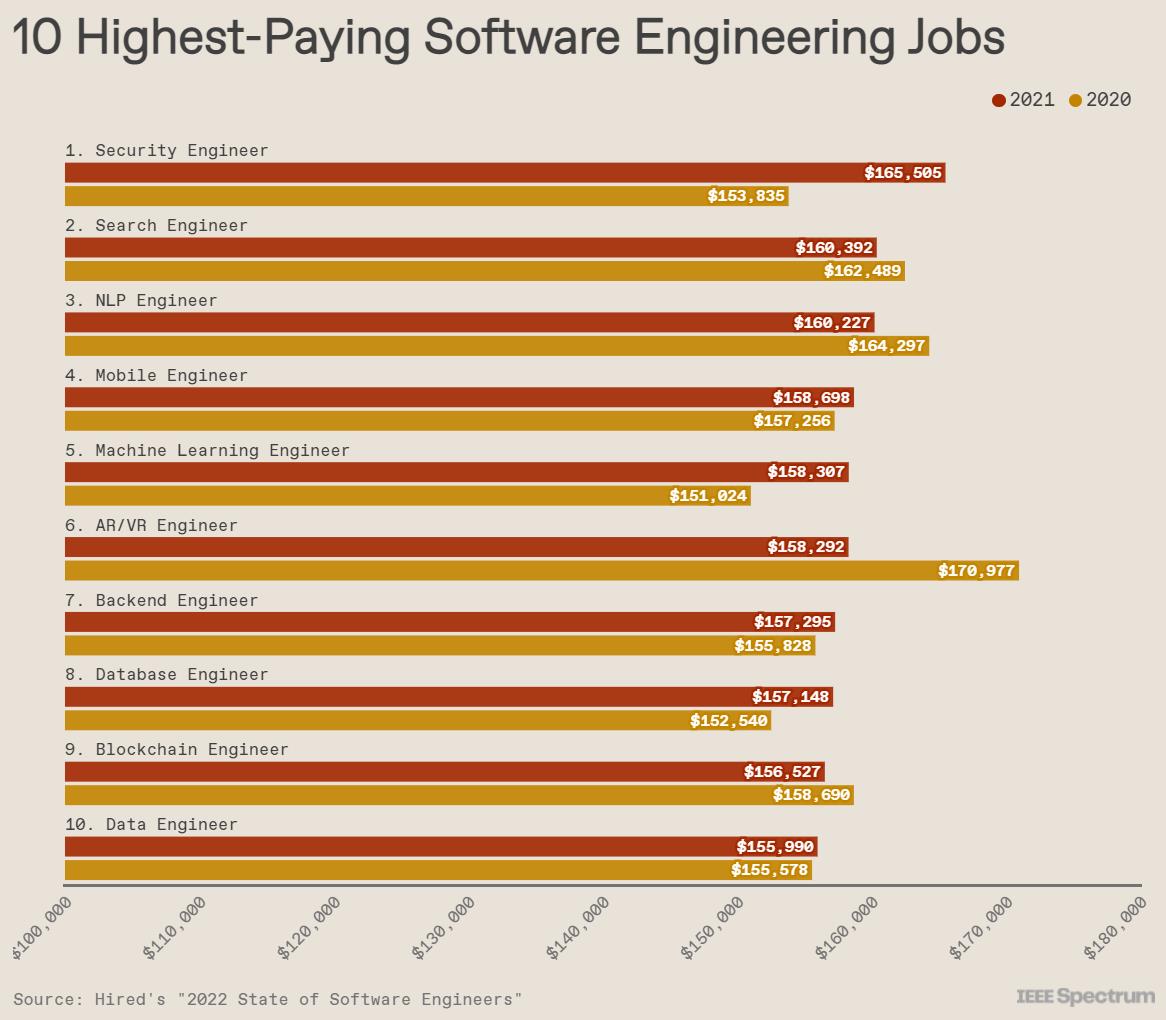 10 Highest-Paying Software Engineering Jobs
2021 2020
1. Security Engineer
$165,505
$153,835
2. Search Engineer
$160,392
$162,489
3. NLP Engineer
$160,227
$164,297
4. Mobile Engineer
$158,698
$157,256
5. Machine Learning Engineer
$158,307
$151,024
6. AR/VR Engineer
$158,292
$170,977
7. Backend Engineer
$157,295
$155,828
8. Database Engineer
$157,148
$152,540
9. Blockchain Engineer
$156,527
$158,690
10. Data Engineer
$155,990
$155,578
$100,000 $110,000 $120,000 $130,000 $140,000 $150,000 $160,000 $170,000 $180,000
Source: Hired's "2022 State of Software Engineers"
IEEE Spectrum